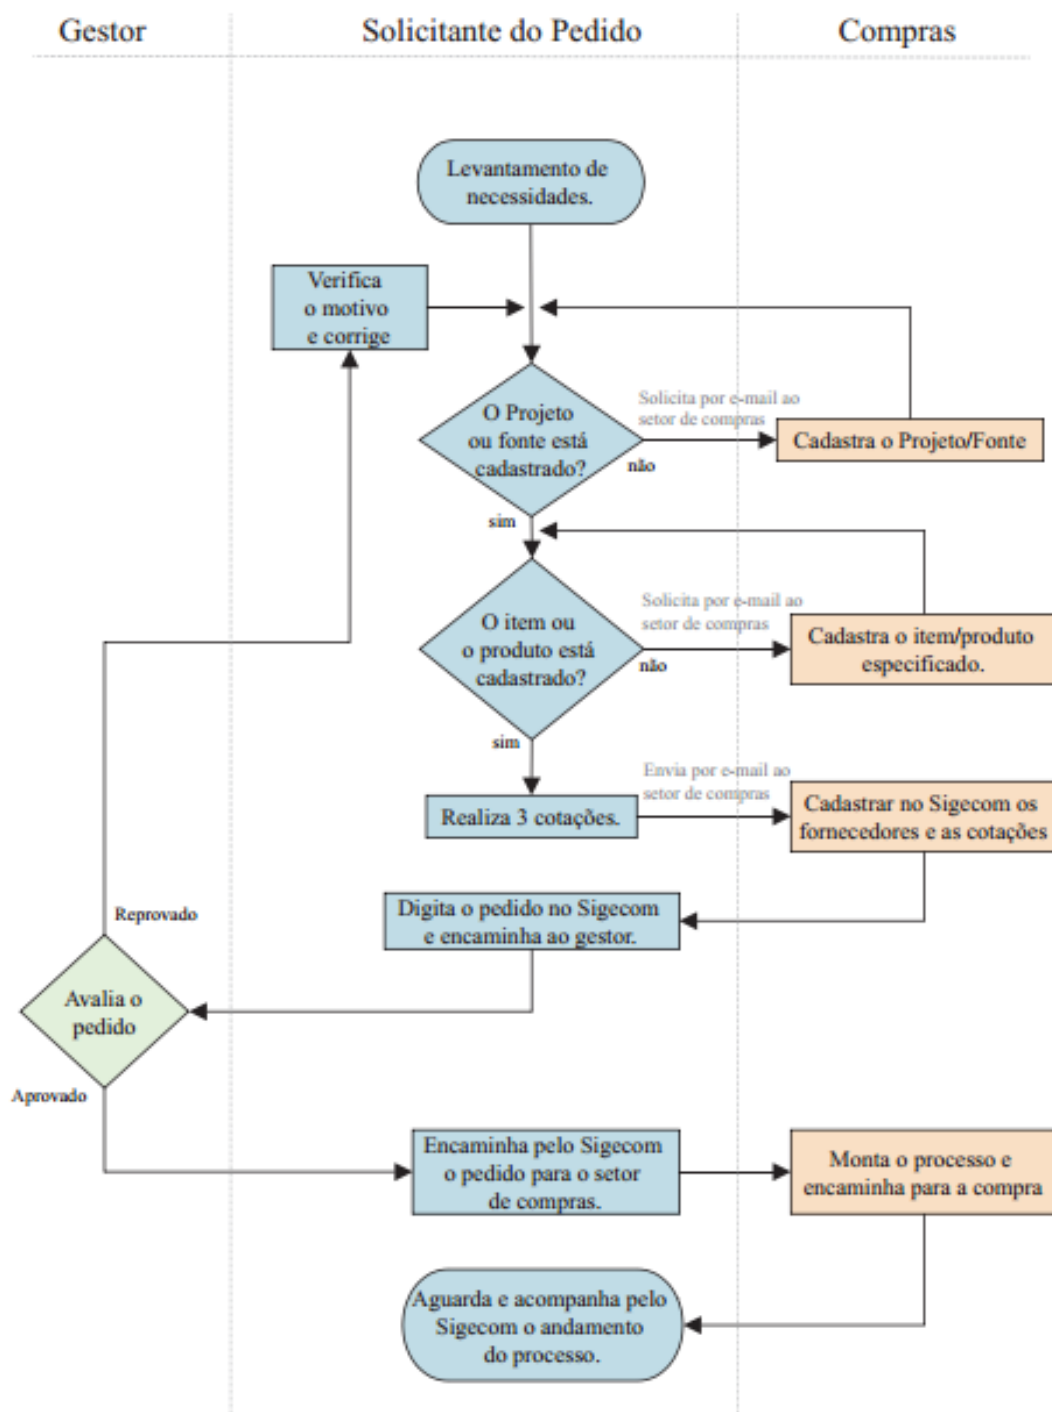 Gestor
Solicitante do Pedido
Compras
Levantamento de
necessidades.
Verifica
o motivo
e corrige
O Projeto
ou fonte está
cadastrado?
Solicita por e-mail ao
setor de compras
não
Cadastra o Projeto/Fonte
sim
O item ou
o produto está
cadastrado?
Solicita por e-mail ao
setor de compras
não
Cadastra o item/produto
especificado.
sim
Realiza 3 cotações.
Envia por e-mail ao
setor de compras
Cadastrar no Sigecom os
fornecedores e as cotações
Digita o pedido no Sigecom
e encaminha ao gestor.
Reprovado
Avalia o
pedido
Aprovado
Encaminha pelo Sigecom
o pedido para o setor
de compras.
Monta o processo e
encaminha para a compra
Aguarda e acompanha pelo
Sigecom o andamento
do processo.